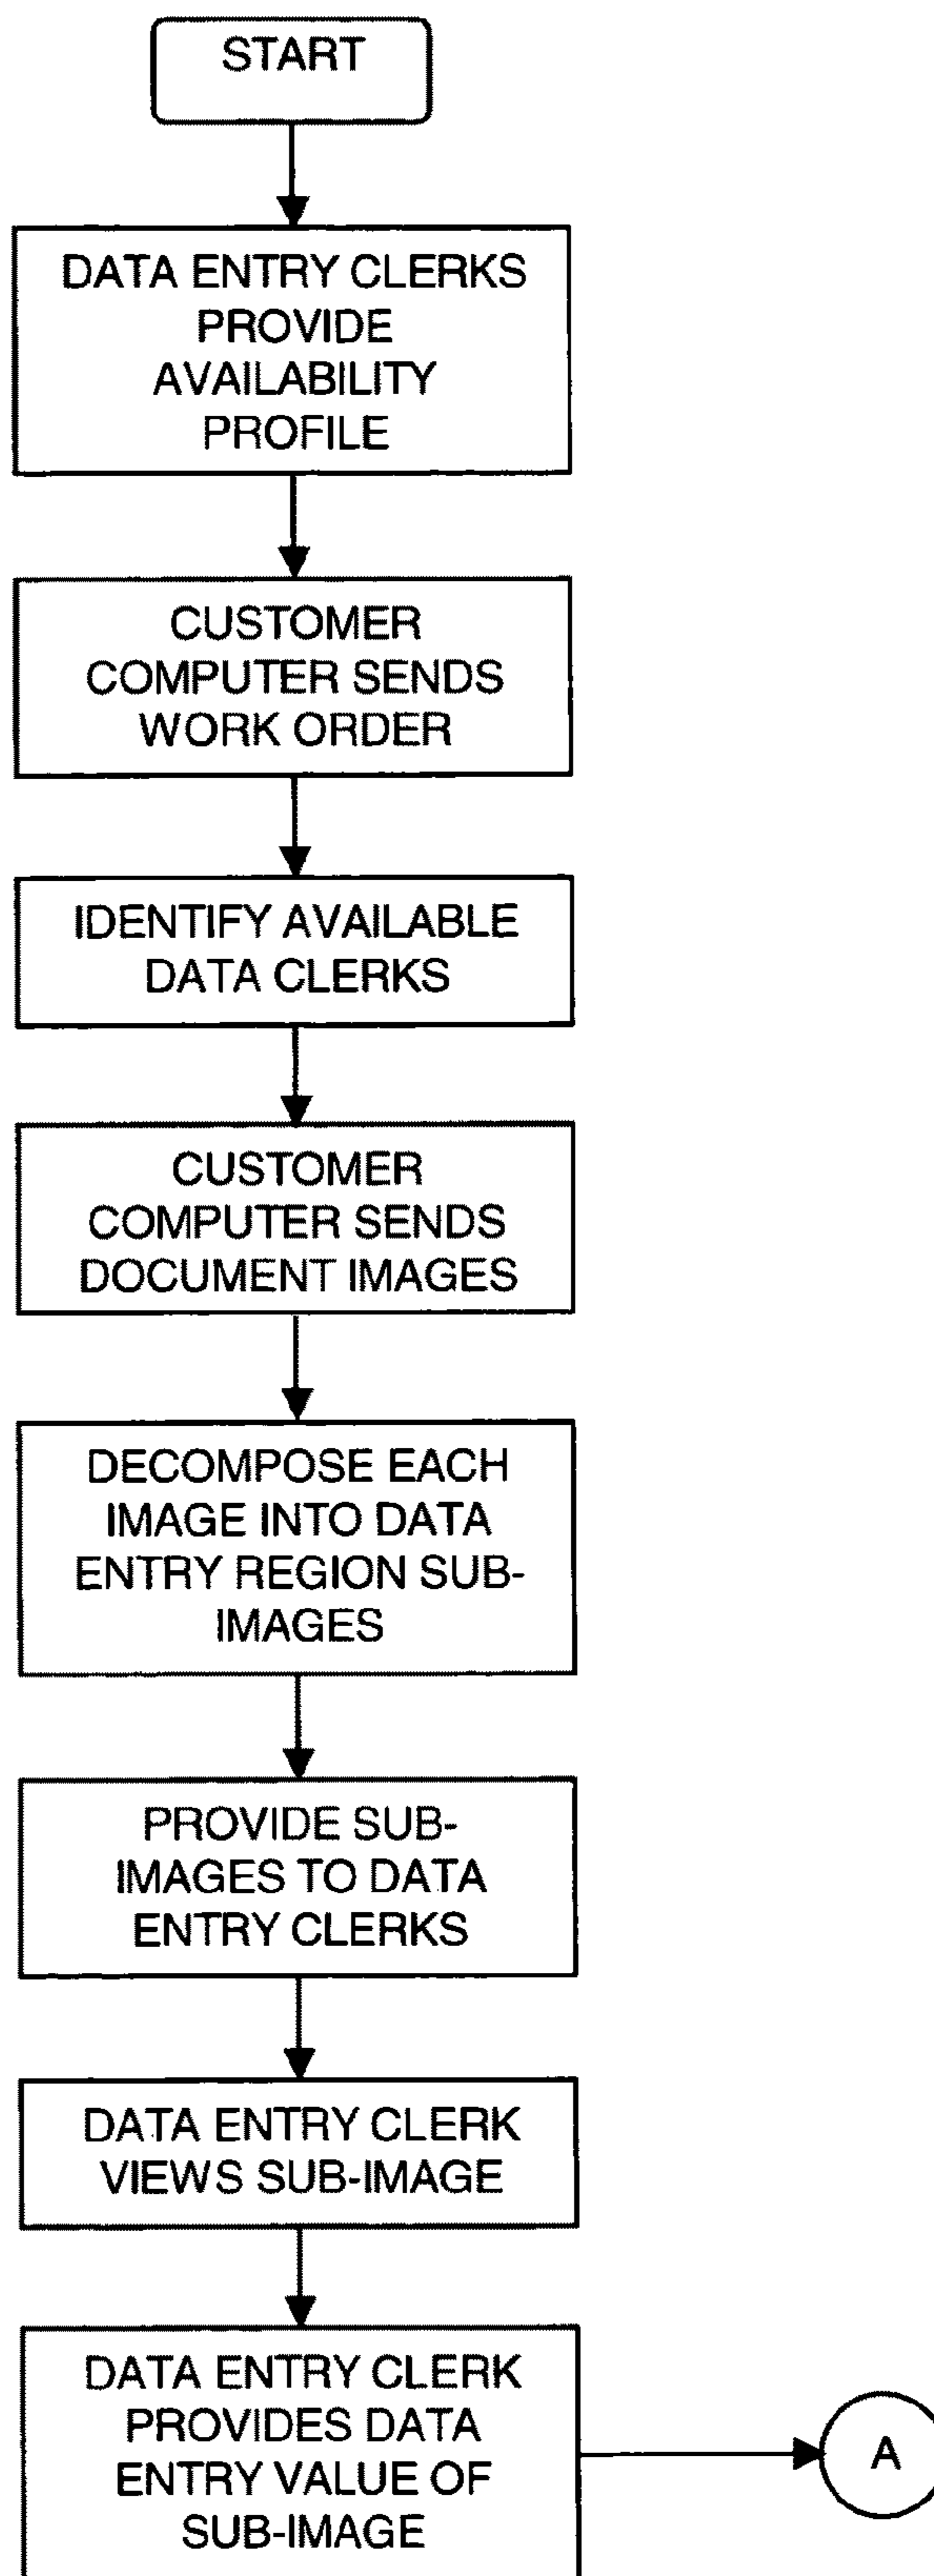 START
DATA ENTRY CLERKS
PROVIDE
AVAILABILITY
PROFILE
CUSTOMER
COMPUTER SENDS
WORK ORDER
IDENTIFY AVAILABLE
DATA CLERKS
CUSTOMER
COMPUTER SENDS
DOCUMENT IMAGES
DECOMPOSE EACH
IMAGE INTO DATA
ENTRY REGION SUB-
IMAGES
PROVIDE SUB-
IMAGES TO DATA
ENTRY CLERKS
DATA ENTRY CLERK
VIEWS SUB-IMAGE
DATA ENTRY CLERK
PROVIDES DATA
ENTRY VALUE OF
SUB-IMAGE
A